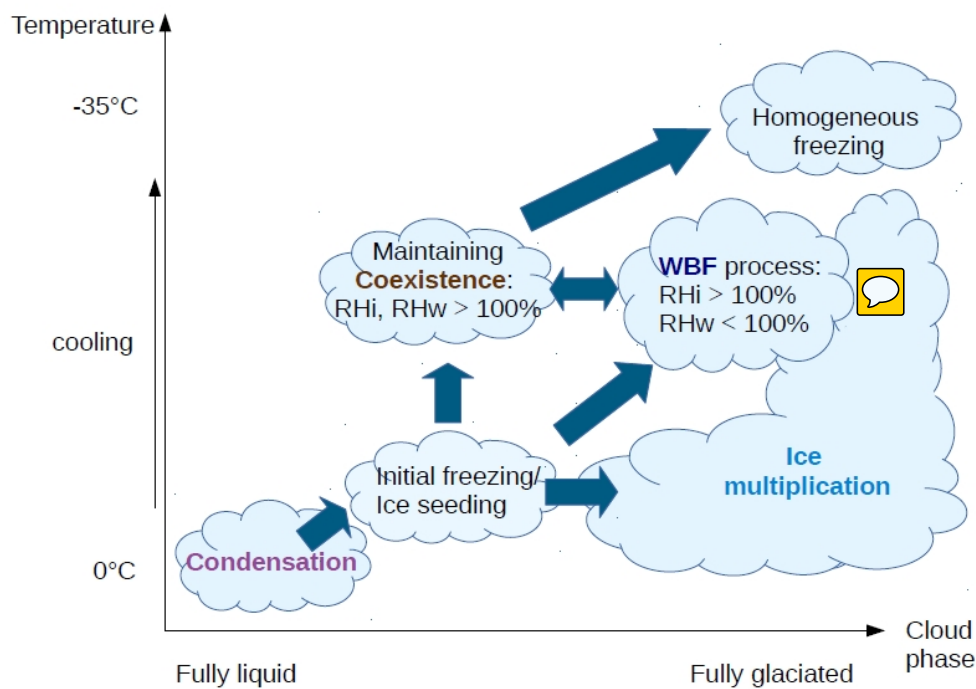 Temperature
-35°C
Homogeneous
freezing
Maintaining
Coexistence:
RHi, RHw > 100%
WBF process:
RHi > 100%
RHw < 100%
cooling
Initial freezing/
Ice seeding
Ice
multiplication
Condensation
0°C
Cloud
phase
Fully liquid
Fully glaciated